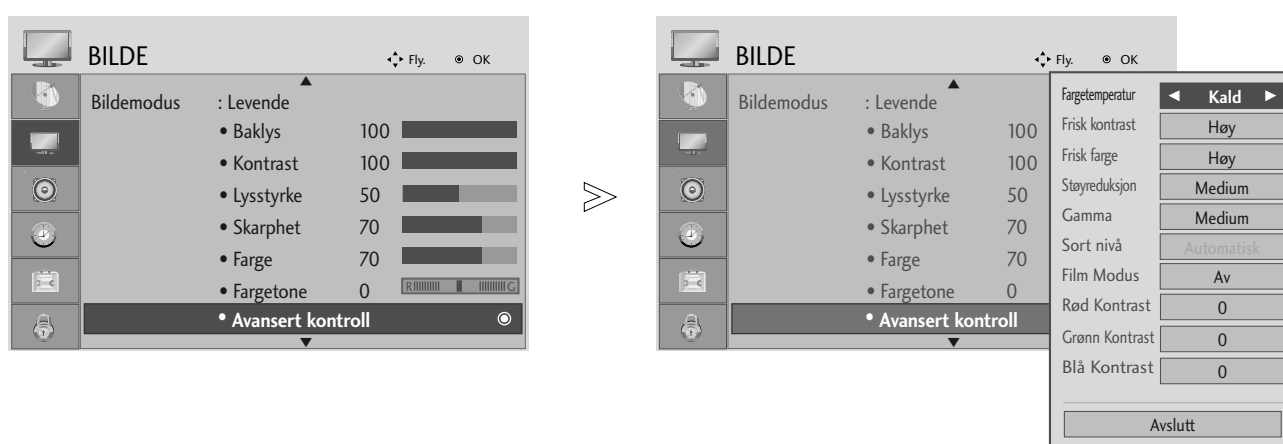 BILDE Fly. OK
Bildemodus : Levende
• Baklys 100
• Kontrast 100
• Lysstyrke 50
• Skarphet 70
• Farge 70
• Fargetone 0 R G
• Avansert kontroll
BILDE Fly. OK
Bildemodus : Levende
• Baklys 100
• Kontrast 100
• Lysstyrke 50
• Skarphet 70
• Farge 70
• Fargetone 0
• Avansert kontroll
Fargetemperatur ◄ Kald ►
Frisk kontrast Høy
Frisk farge Høy
Støyreduksjon Medium
Gamma Medium
Sort nivå Automatisk
Film Modus Av
Rød Kontrast 0
Grønn Kontrast 0
Blå Kontrast 0
Avslutt